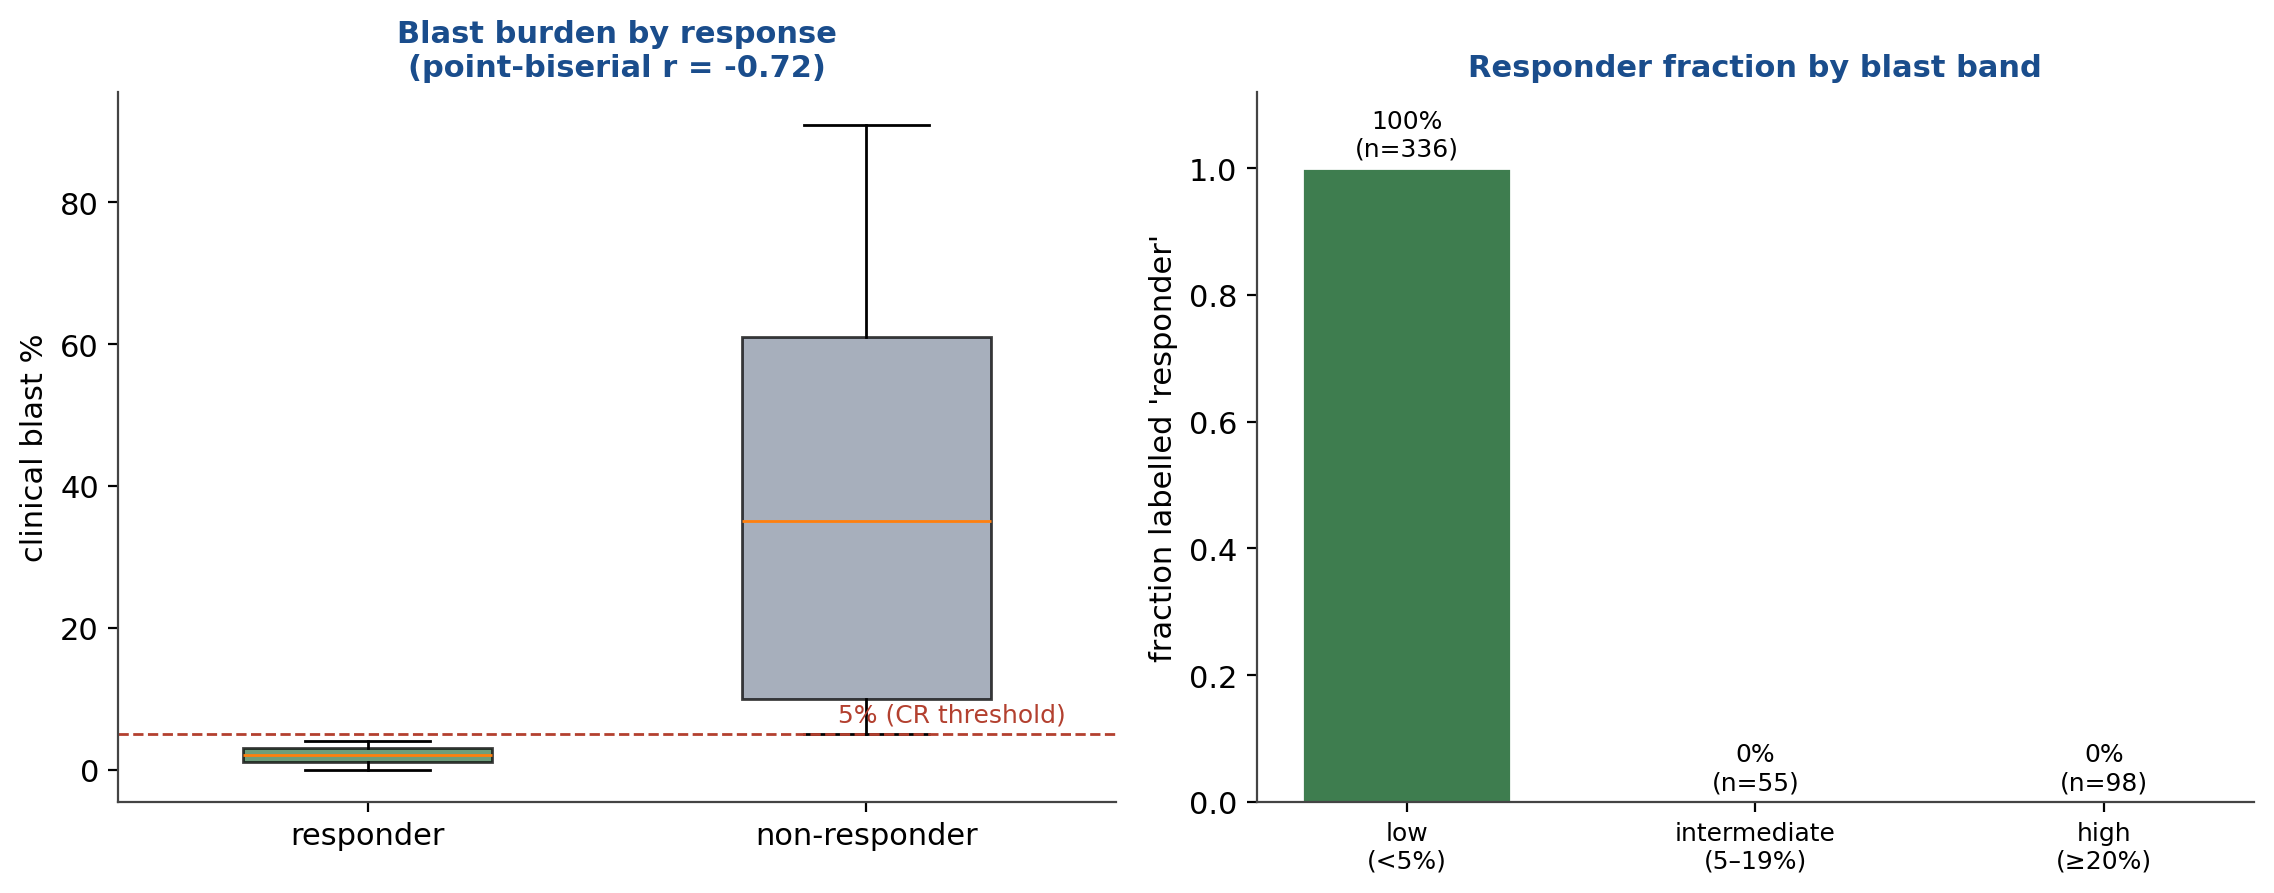 Blast burden by response
(point-biserial r = -0.72)
clinical blast %
80
60
40
20
0
5% (CR threshold)
responder
non-responder
Responder fraction by blast band
fraction labelled 'responder'
1.0
0.8
0.6
0.4
0.2
0.0
100%
(n=336)
0%
(n=55)
0%
(n=98)
low
(<5%)
intermediate
(5–19%)
high
(≥20%)